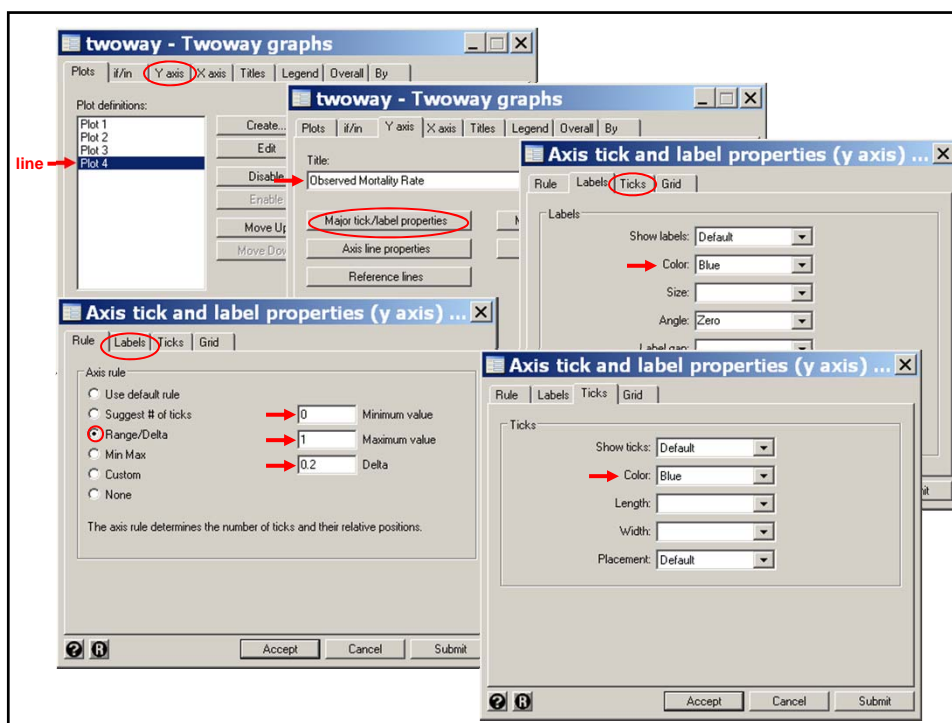 twoway - Twoway graphs
Plots if/in Y axis X axis Titles Legend Overall By
Plot definitions:
Plot 1
Plot 2
Plot 3
line Plot 4
Create...
Edit
Disable
Enable
Move Up
Move Dow
twoway - Twoway graphs
Plots if/in Y axis X axis Titles Legend Overall By
Title:
Observed Mortality Rate
Major tick/label properties
Axis line properties
Reference lines
Axis tick and label properties (y axis) ...
Rule Labels Ticks Grid
Labels
Show labels: Default
Color: Blue
Size:
Angle: Zero
Label gap:
Axis tick and label properties (y axis) ...
Rule Labels Ticks Grid
Axis rule
Use default rule
Suggest # of ticks
Range/Delta
Min Max
Custom
None
0 Minimum value
1 Maximum value
0.2 Delta
The axis rule determines the number of ticks and their relative positions.
Accept Cancel Submit
Axis tick and label properties (y axis) ...
Rule Labels Ticks Grid
Ticks
Show ticks: Default
Color: Blue
Length:
Width:
Placement: Default
Accept Cancel Submit